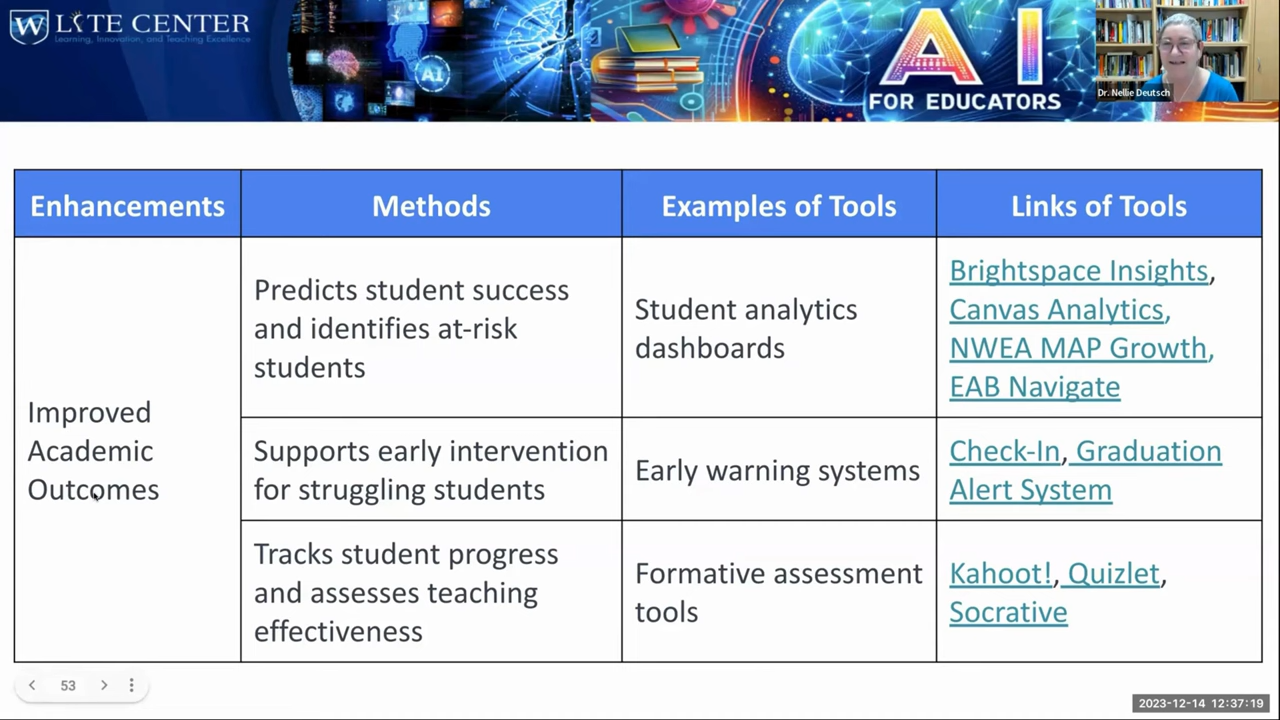 W LITE CENTER
Learning, Innovation, and Teaching Excellence
AI
AI
FOR EDUCATORS
Dr. Nellie Deutsch
Enhancements
Methods
Examples of Tools
Links of Tools
Improved
Academic
Outcomes
Predicts student success
and identifies at-risk
students
Student analytics
dashboards
Brightspace Insights,
Canvas Analytics,
NWEA MAP Growth,
EAB Navigate
Supports early intervention
for struggling students
Early warning systems
Check-In, Graduation
Alert System
Tracks student progress
and assesses teaching
effectiveness
Formative assessment
tools
Kahoot!, Quizlet,
Socrative
53
2023-12-14 12:37:19